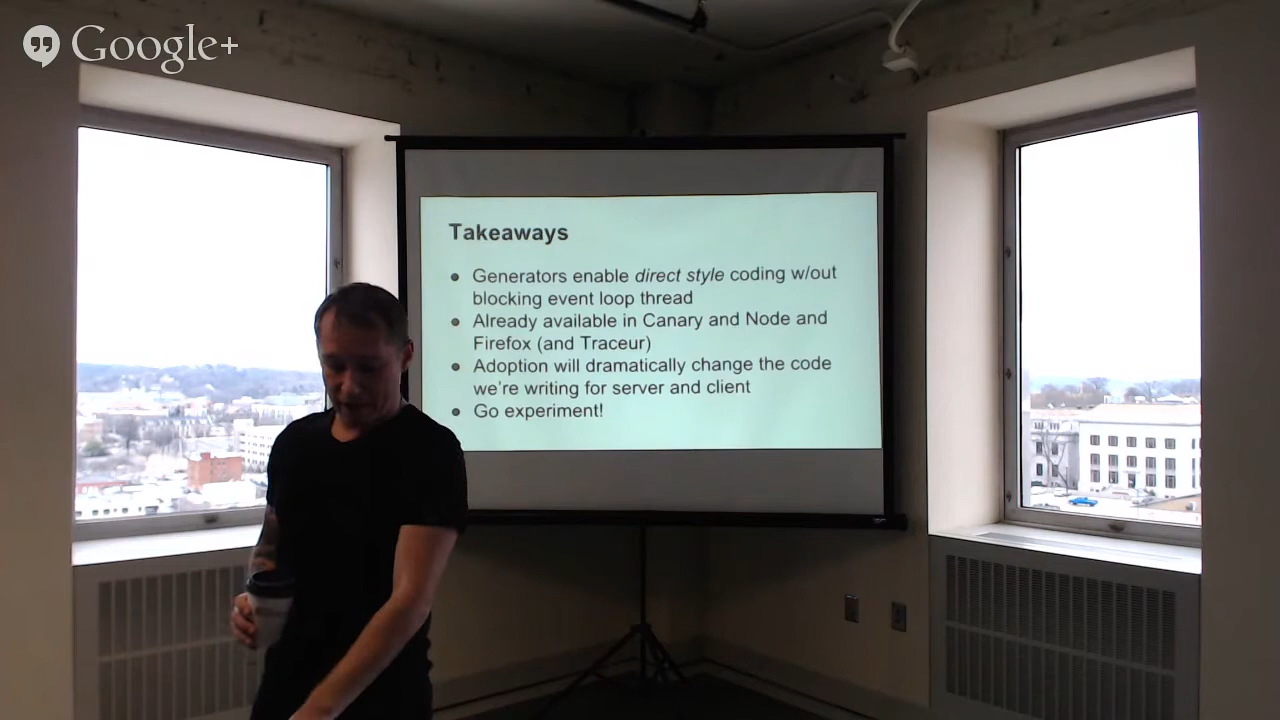 Google+
Takeaways
● Generators enable direct style coding w/out
blocking event loop thread
● Already available in Canary and Node and
Firefox (and Traceur)
● Adoption will dramatically change the code
we're writing for server and client
● Go experiment!